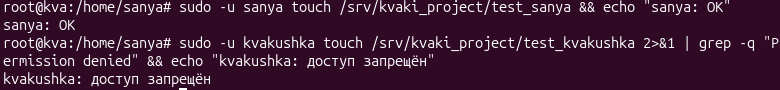 root@kva:/home/sanya# sudo -u sanya touch /srv/kvaki_project/test_sanya && echo "sanya: OK"
sanya: OK
root@kva:/home/sanya# sudo -u kvakushka touch /srv/kvaki_project/test_kvakushka 2>&1 | grep -q "P
ermission denied" && echo "kvakushka: доступ запрещён"
kvakushka: доступ запрещён